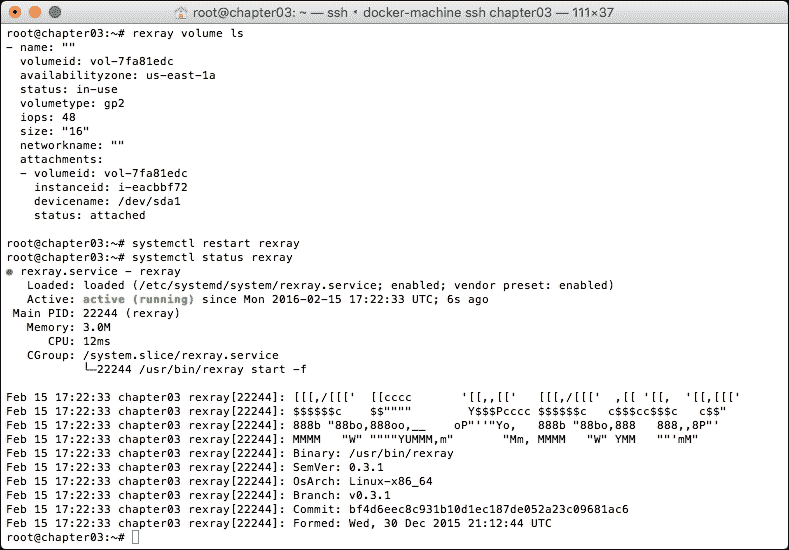 root@chapter03: ~ — ssh ◂ docker-machine ssh chapter03 — 111×37
root@chapter03:~# rexray volume ls
- name: ""
  volumeid: vol-7fa81edc
  availabilityzone: us-east-1a
  status: in-use
  volumetype: gp2
  iops: 48
  size: "16"
  networkname: ""
  attachments:
  - volumeid: vol-7fa81edc
    instanceid: i-eacbbf72
    devicename: /dev/sda1
    status: attached

root@chapter03:~# systemctl restart rexray
root@chapter03:~# systemctl status rexray
● rexray.service - rexray
   Loaded: loaded (/etc/systemd/system/rexray.service; enabled; vendor preset: enabled)
   Active: active (running) since Mon 2016-02-15 17:22:33 UTC; 6s ago
 Main PID: 22244 (rexray)
   Memory: 3.0M
      CPU: 12ms
   CGroup: /system.slice/rexray.service
           └─22244 /usr/bin/rexray start -f

Feb 15 17:22:33 chapter03 rexray[22244]: [[[,/[[['  [[cccc       '[[,,[['   [[[,/[[['  ,[[ '[[,  '[[,[[['
Feb 15 17:22:33 chapter03 rexray[22244]: $$$$$$c    $$""""        Y$$$Pcccc $$$$$$c   c$$$cc$$$c   c$$"
Feb 15 17:22:33 chapter03 rexray[22244]: 888b "88bo,888oo,__    oP"''"Yo,   888b "88bo,888   888,,8P"'
Feb 15 17:22:33 chapter03 rexray[22244]: MMMM   "W" """"YUMMM,m"       "Mm, MMMM   "W" YMM   ""'mM"
Feb 15 17:22:33 chapter03 rexray[22244]: Binary: /usr/bin/rexray
Feb 15 17:22:33 chapter03 rexray[22244]: SemVer: 0.3.1
Feb 15 17:22:33 chapter03 rexray[22244]: OsArch: Linux-x86_64
Feb 15 17:22:33 chapter03 rexray[22244]: Branch: v0.3.1
Feb 15 17:22:33 chapter03 rexray[22244]: Commit: bf4d6eec8c931b10d1ec187de052a23c09681ac6
Feb 15 17:22:33 chapter03 rexray[22244]: Formed: Wed, 30 Dec 2015 21:12:44 UTC
root@chapter03:~#